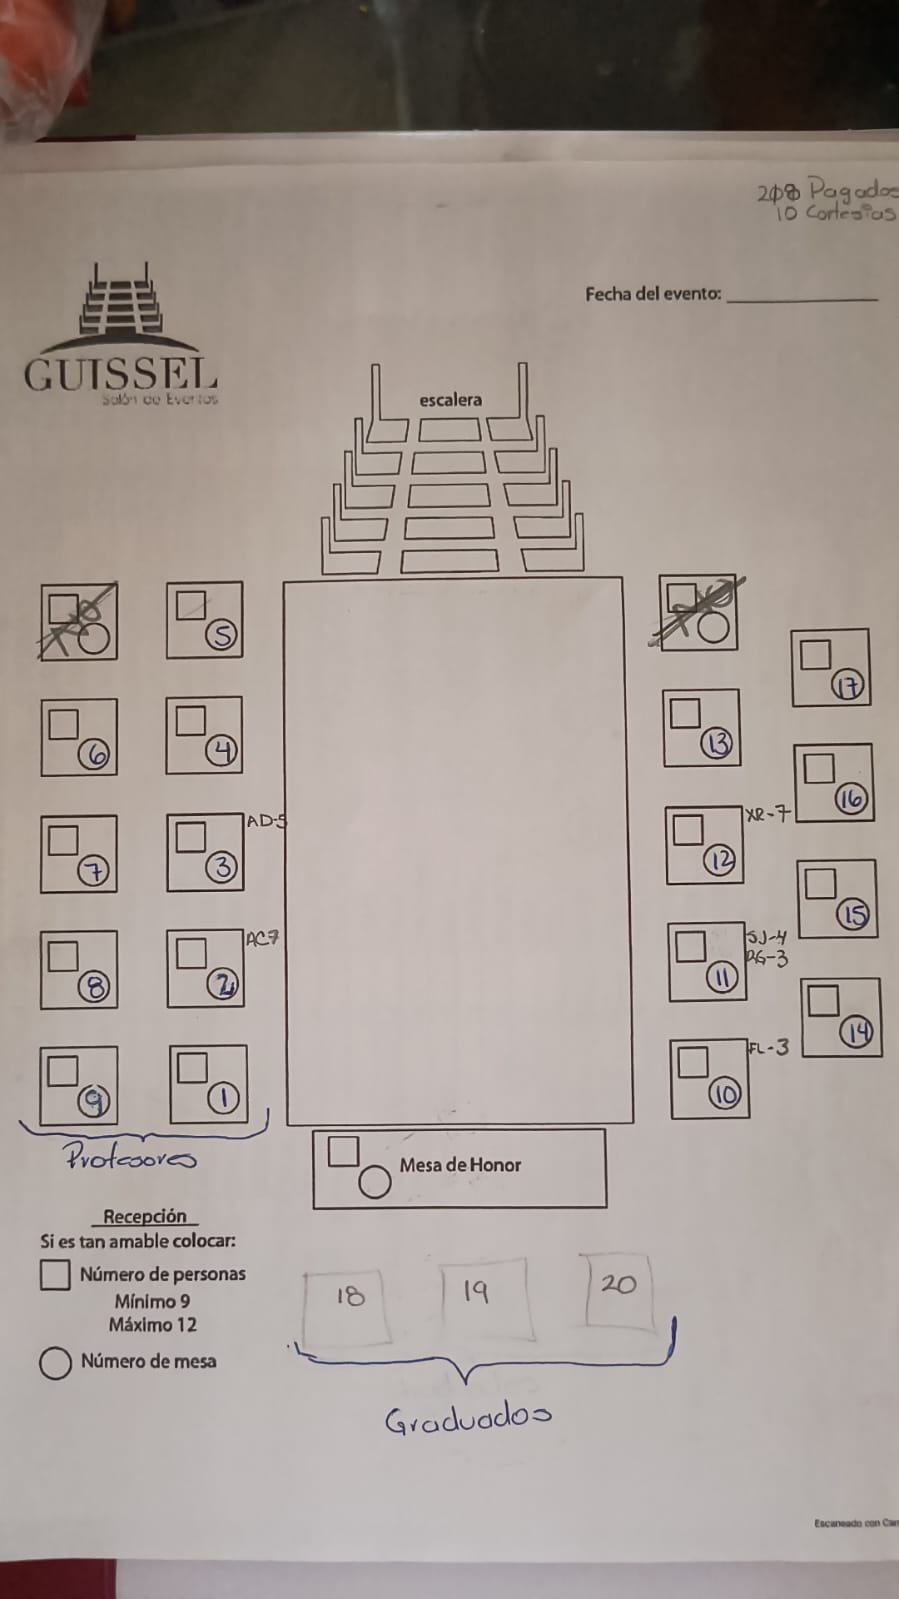 Pagados
10 Cortesias
Fecha del evento:
GUISSEL
Salón de Eventos
escalera
5
17
6
4
13
16
AD-5
XR-7
7
3
12
15
AC7
SJ-4
RG-3
8
2
11
14
FL-3
9
1
10
Profesores
Mesa de Honor
Recepción
Si es tan amable colocar:
Número de personas
Mínimo 9
Máximo 12
Número de mesa
18
19
20
Graduados
Escaneado con